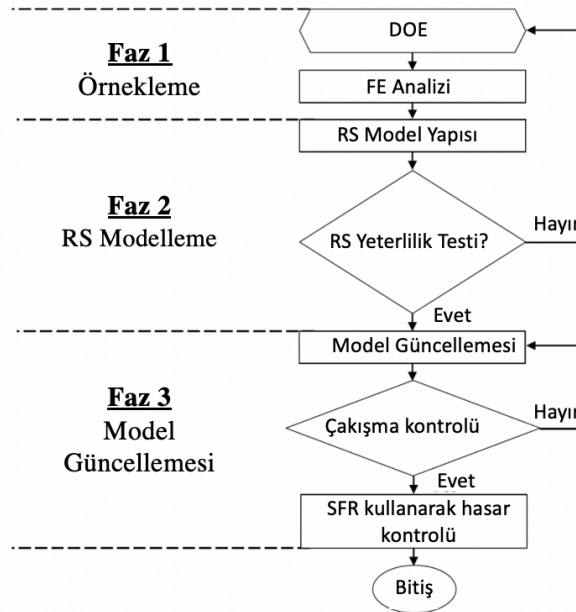 Faz 1
Örnekleme
DOE
FE Analizi
RS Model Yapısı
Faz 2
RS Modelleme
RS Yeterlilik Testi?
Hayır
Evet
Model Güncellemesi
Faz 3
Model
Güncellemesi
Çakışma kontrolü
Hayır
Evet
SFR kullanarak hasar
kontrolü
Bitiş